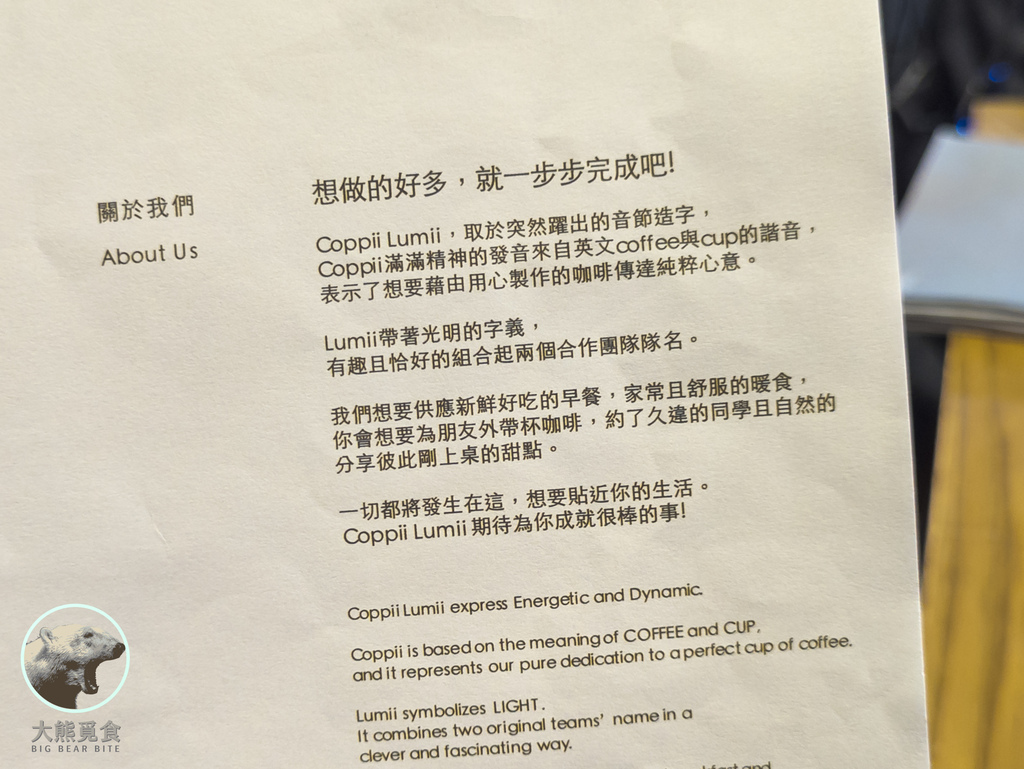 關於我們
About Us
想做的好多，就一步步完成吧!
Coppii Lumii，取於突然躍出的音節造字，
Coppii滿滿精神的發音來自英文coffee與cup的諧音，
表示了想要藉由用心製作的咖啡傳達純粹心意。
Lumii帶著光明的字義，
有趣且恰好的組合起兩個合作團隊隊名。
我們想要供應新鮮好吃的早餐，家常且舒服的暖食，
你會想要為朋友外帶杯咖啡，約了久違的同學且自然的
分享彼此剛上桌的甜點。
一切都將發生在這，想要貼近你的生活。
Coppii Lumii 期待為你成就很棒的事!
Coppii Lumii express Energetic and Dynamic.
Coppii is based on the meaning of COFFEE and CUP,
and it represents our pure dedication to a perfect cup of coffee.
Lumii symbolizes LIGHT.
It combines two original teams' name in a
clever and fascinating way.
大熊覓食
BIG BEAR BITE